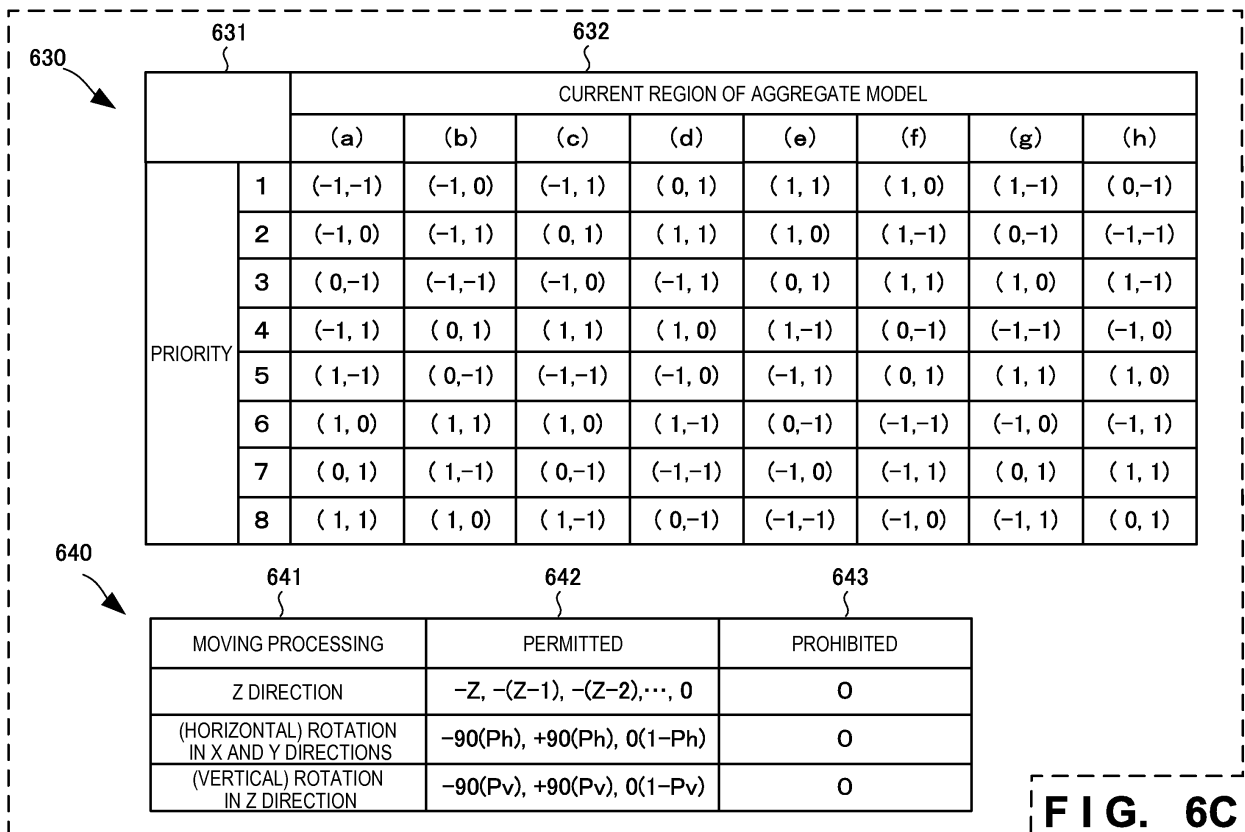 631 632
630
CURRENT REGION OF AGGREGATE MODEL
(a) (b) (c) (d) (e) (f) (g) (h)
PRIORITY
1 (-1,-1) (-1, 0) (-1, 1) ( 0, 1) ( 1, 1) ( 1, 0) ( 1,-1) ( 0,-1)
2 (-1, 0) (-1, 1) ( 0, 1) ( 1, 1) ( 1, 0) ( 1,-1) ( 0,-1) (-1,-1)
3 ( 0,-1) (-1,-1) (-1, 0) (-1, 1) ( 0, 1) ( 1, 1) ( 1, 0) ( 1,-1)
4 (-1, 1) ( 0, 1) ( 1, 1) ( 1, 0) ( 1,-1) ( 0,-1) (-1,-1) (-1, 0)
5 ( 1,-1) ( 0,-1) (-1,-1) (-1, 0) (-1, 1) ( 0, 1) ( 1, 1) ( 1, 0)
6 ( 1, 0) ( 1, 1) ( 1, 0) ( 1,-1) ( 0,-1) (-1,-1) (-1, 0) (-1, 1)
7 ( 0, 1) ( 1,-1) ( 0,-1) (-1,-1) (-1, 0) (-1, 1) ( 0, 1) ( 1, 1)
8 ( 1, 1) ( 1, 0) ( 1,-1) ( 0,-1) (-1,-1) (-1, 0) (-1, 1) ( 0, 1)
640
641 642 643
MOVING PROCESSING PERMITTED PROHIBITED
Z DIRECTION -Z, -(Z-1), -(Z-2),···, 0 0
(HORIZONTAL) ROTATION
IN X AND Y DIRECTIONS -90(Ph), +90(Ph), 0(1-Ph) 0
(VERTICAL) ROTATION
IN Z DIRECTION -90(Pv), +90(Pv), 0(1-Pv) 0
FIG. 6C